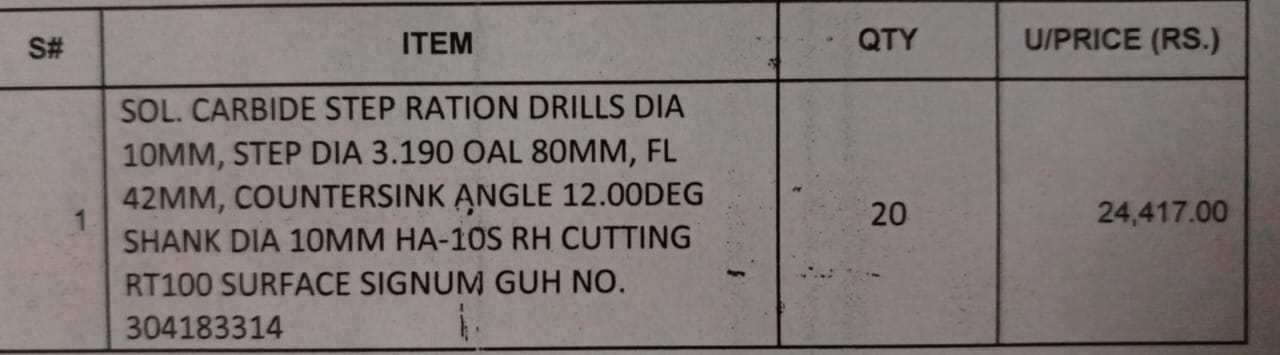 S# ITEM QTY U/PRICE (RS.)
SOL. CARBIDE STEP RATION DRILLS DIA
10MM, STEP DIA 3.190 OAL 80MM, FL
42MM, COUNTERSINK ANGLE 12.00DEG
1 20 24,417.00
SHANK DIA 10MM HA-10S RH CUTTING
RT100 SURFACE SIGNUM GUH NO.
304183314